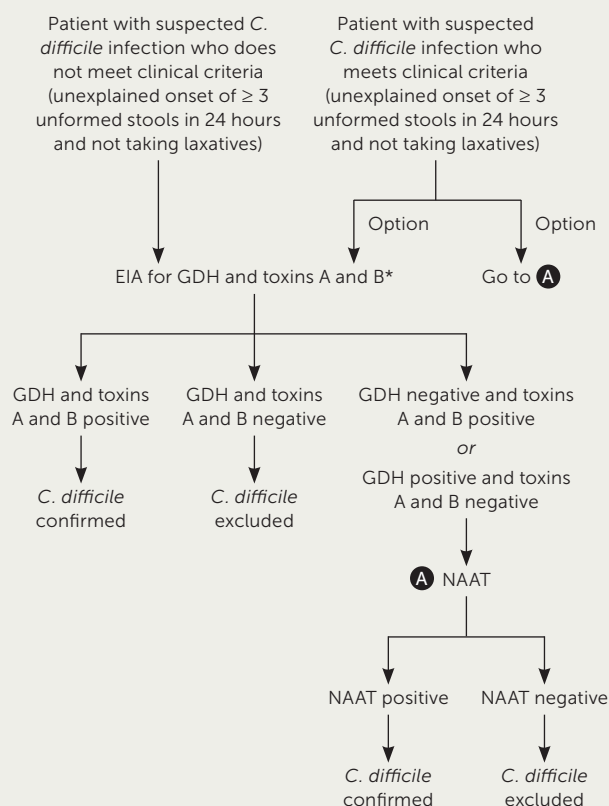 Patient with suspected C.
difficile infection who does
not meet clinical criteria
(unexplained onset of ≥ 3
unformed stools in 24 hours
and not taking laxatives)
Patient with suspected
C. difficile infection who
meets clinical criteria
(unexplained onset of ≥ 3
unformed stools in 24 hours
and not taking laxatives)
Option
Option
EIA for GDH and toxins A and B*
Go to A
GDH and toxins
A and B positive
GDH and toxins
A and B negative
GDH negative and toxins
A and B positive
or
GDH positive and toxins
A and B negative
C. difficile
confirmed
C. difficile
excluded
A NAAT
NAAT positive
NAAT negative
C. difficile
confirmed
C. difficile
excluded